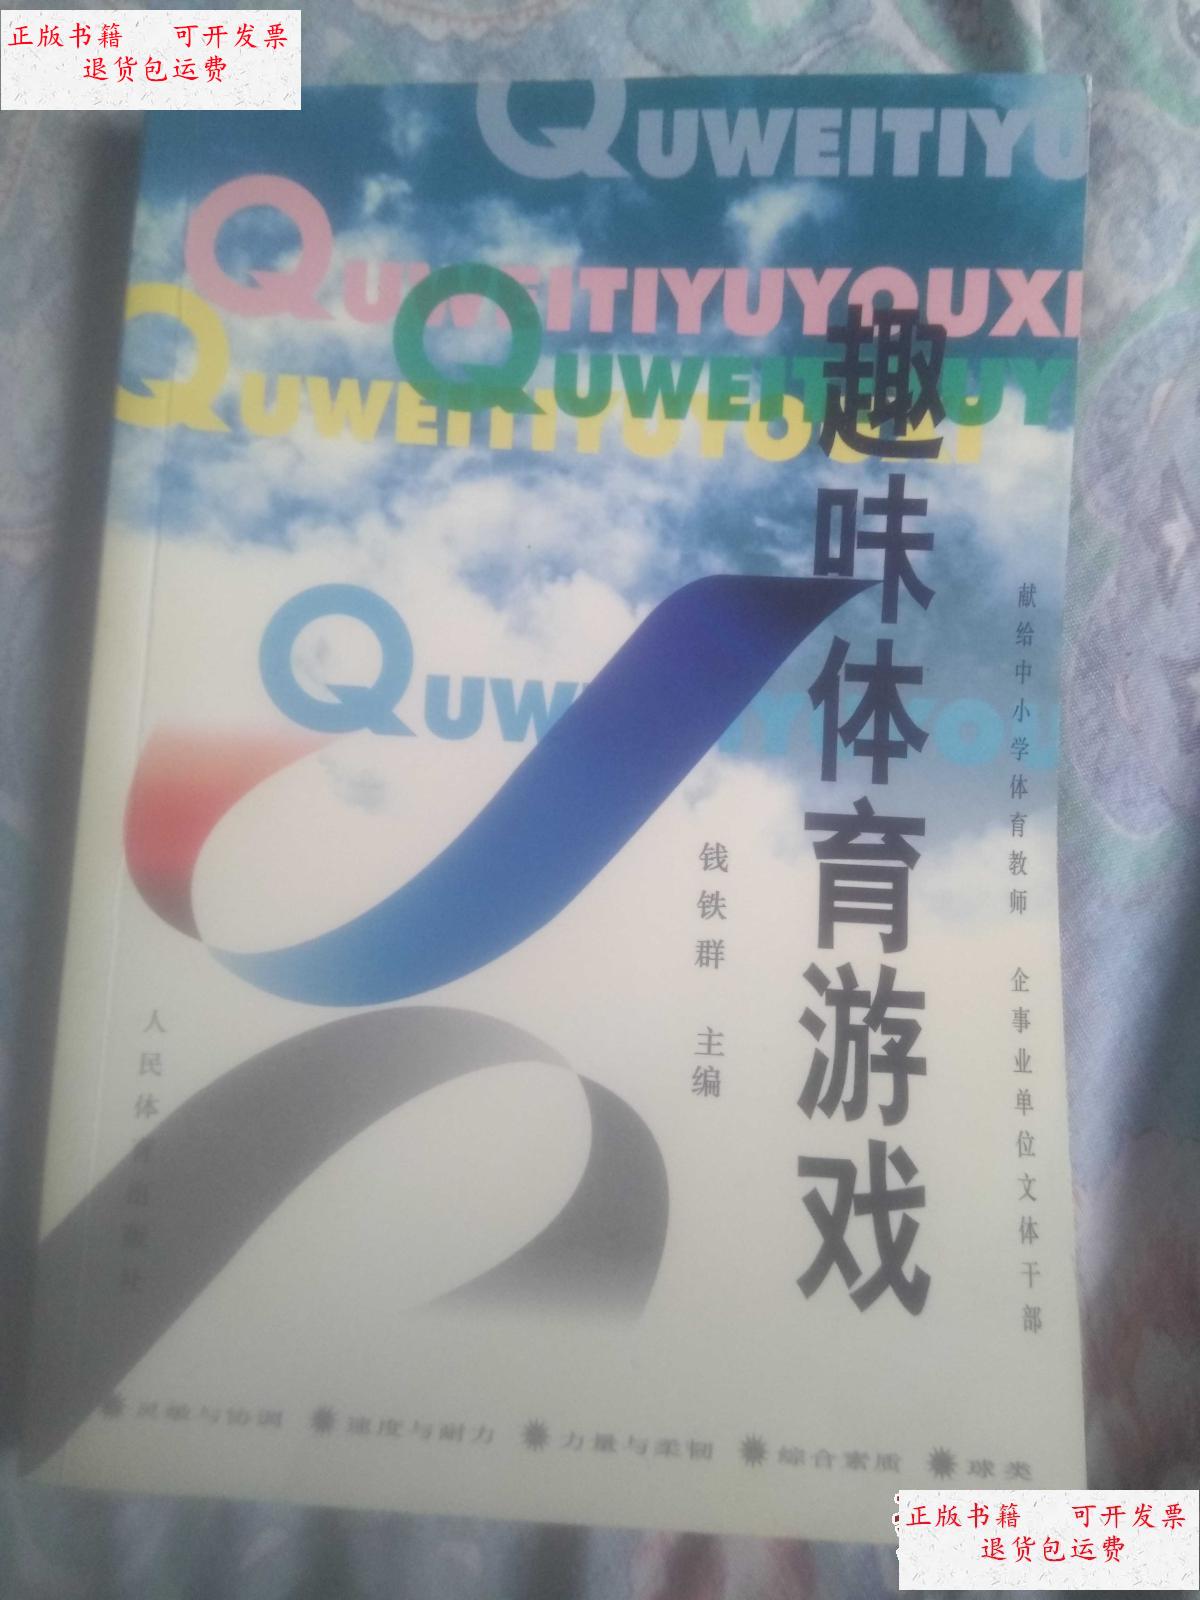 正版书籍 可开发票
退货包运费
QUWEITIYU
QUWEITIYUYOUXI
QUWEITIYUY
QUWEITIYUYOUXI
QUWEITIYUYOU
趣味体育游戏
献给中小学体育教师 企事业单位文体干部
钱铁群 主编
人民体育出版社
灵敏与协调 速度与耐力 力量与柔韧 综合素质 球类
正版书籍 可开发票
退货包运费